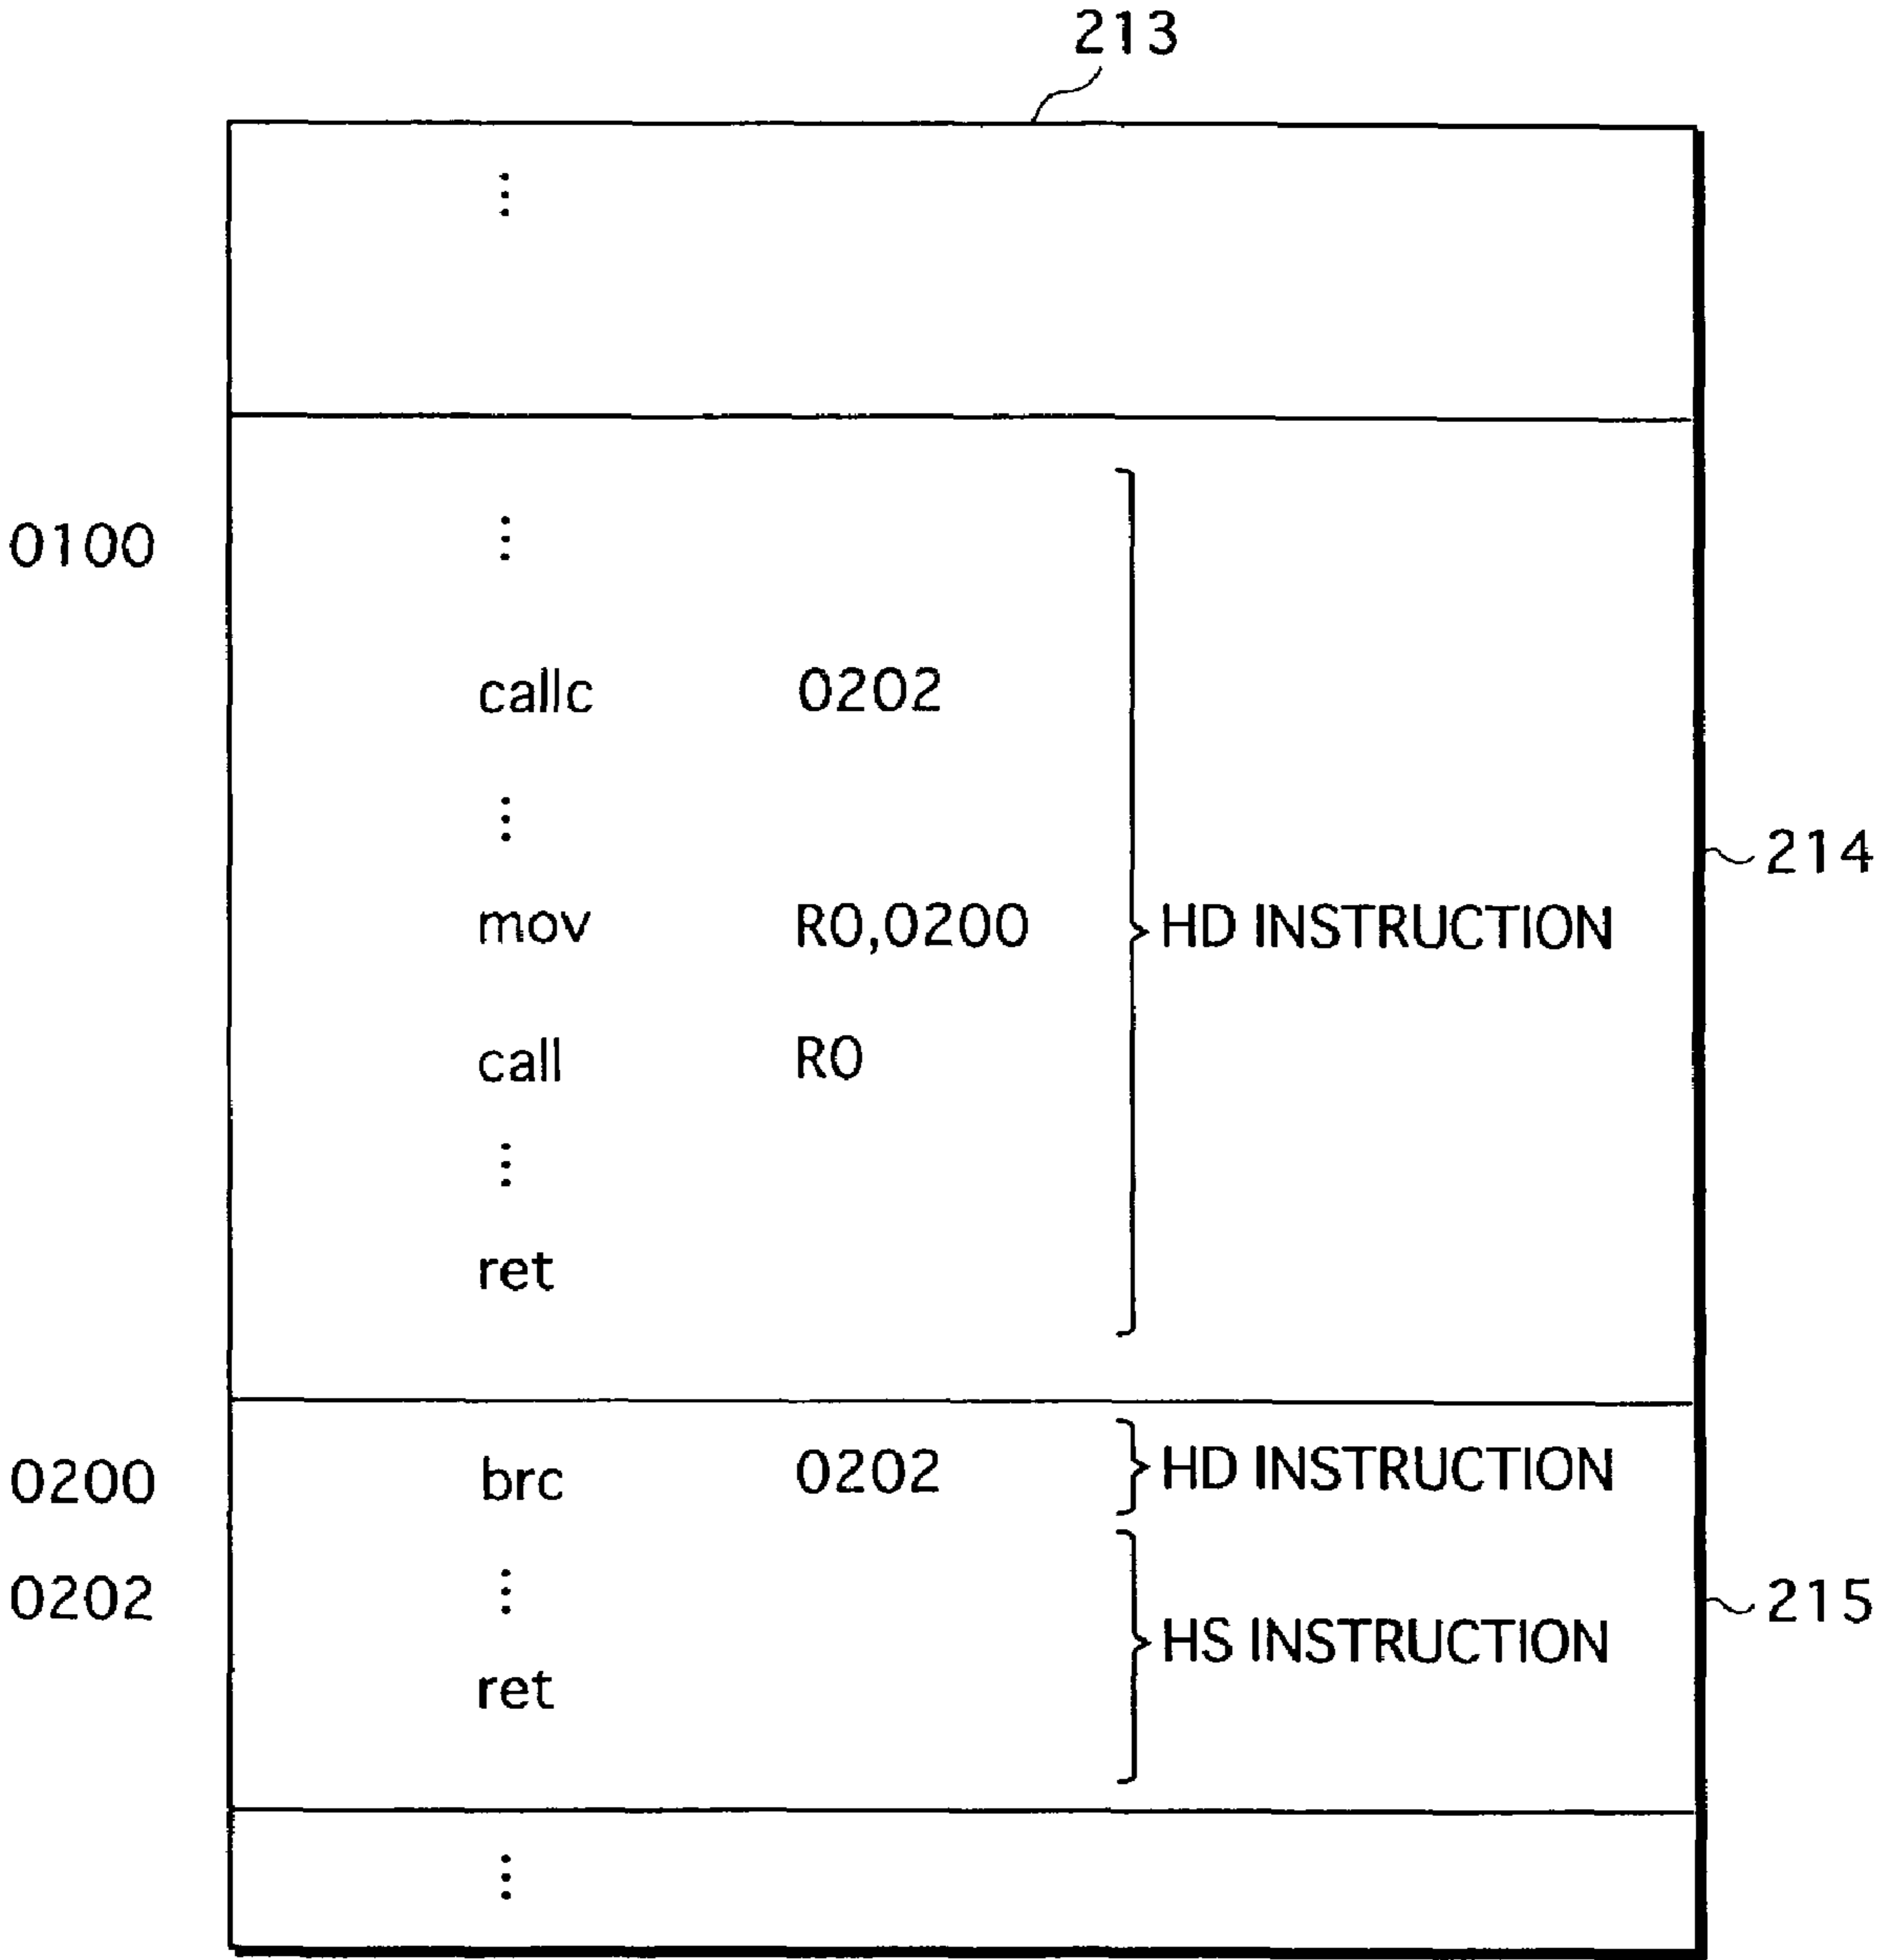 213
⋮
0100 ⋮
callc 0202
⋮
mov R0,0200
HD INSTRUCTION
214
call R0
⋮
ret
0200 brc 0202 HD INSTRUCTION
0202 ⋮
HS INSTRUCTION
215
ret
⋮